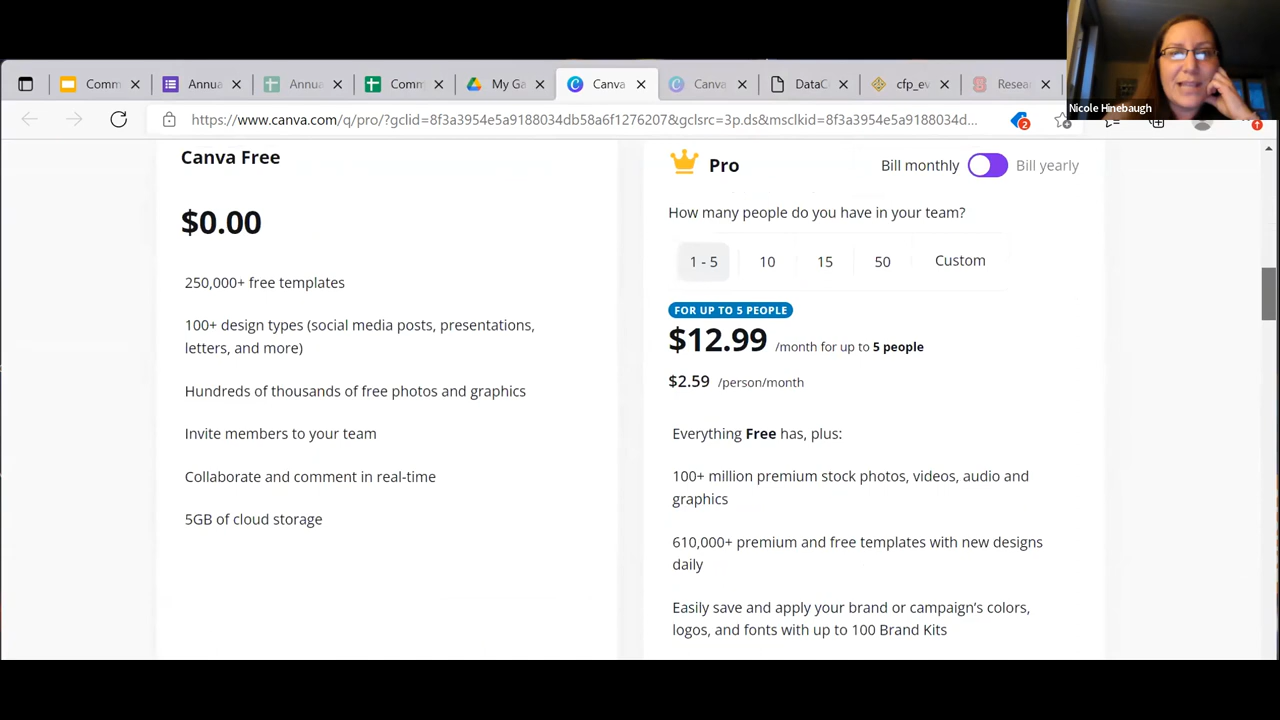 Comm
Annua
Annua
Comm
My Ga
Canva
Canva
DataC
cfp_ev
Resea
Nicole Hinebaugh
https://www.canva.com/q/pro/?gclid=8f3a3954e5a9188034db58a6f1276207&gclsrc=3p.ds&msclkid=8f3a3954e5a9188034d...
2
Canva Free
$0.00
250,000+ free templates
100+ design types (social media posts, presentations,
letters, and more)
Hundreds of thousands of free photos and graphics
Invite members to your team
Collaborate and comment in real-time
5GB of cloud storage
Pro
Bill monthly
Bill yearly
How many people do you have in your team?
1 - 5
10
15
50
Custom
FOR UP TO 5 PEOPLE
$12.99 /month for up to 5 people
$2.59 /person/month
Everything Free has, plus:
100+ million premium stock photos, videos, audio and
graphics
610,000+ premium and free templates with new designs
daily
Easily save and apply your brand or campaign's colors,
logos, and fonts with up to 100 Brand Kits